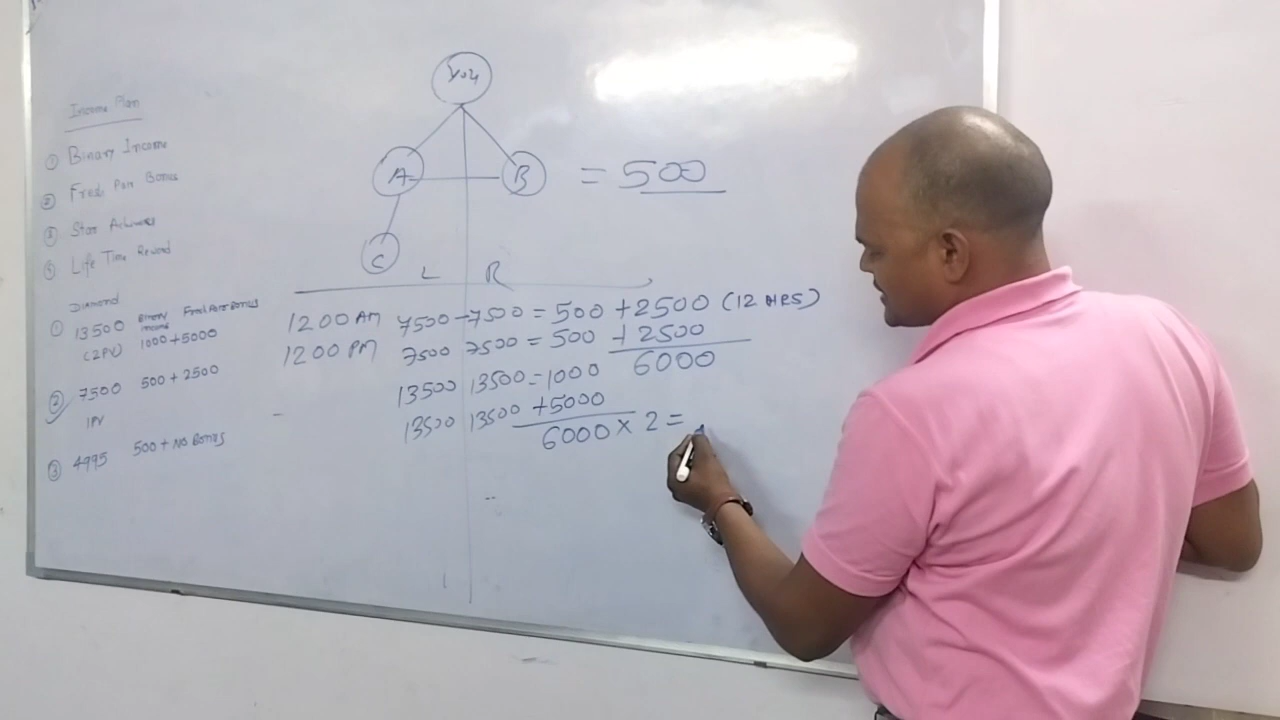 Income Plan
① Binary Income
② Fresh Pair Bonus
③ Star Achivers
④ Life Time Reward
You
A B = 500
C
L R
DIAMOND
Binary Income Fresh Pair Bonus
① 13500 1000+5000
(2PV)
② 7500 500 + 2500
1PV
③ 4995 500 + No Bonus
1200 AM 7500 - 7500 = 500 + 2500 (12 HRS)
1200 PM 7500 7500 = 500 + 2500
6000
13500 13500 = 1000
13500 13500 + 5000
6000 × 2 =